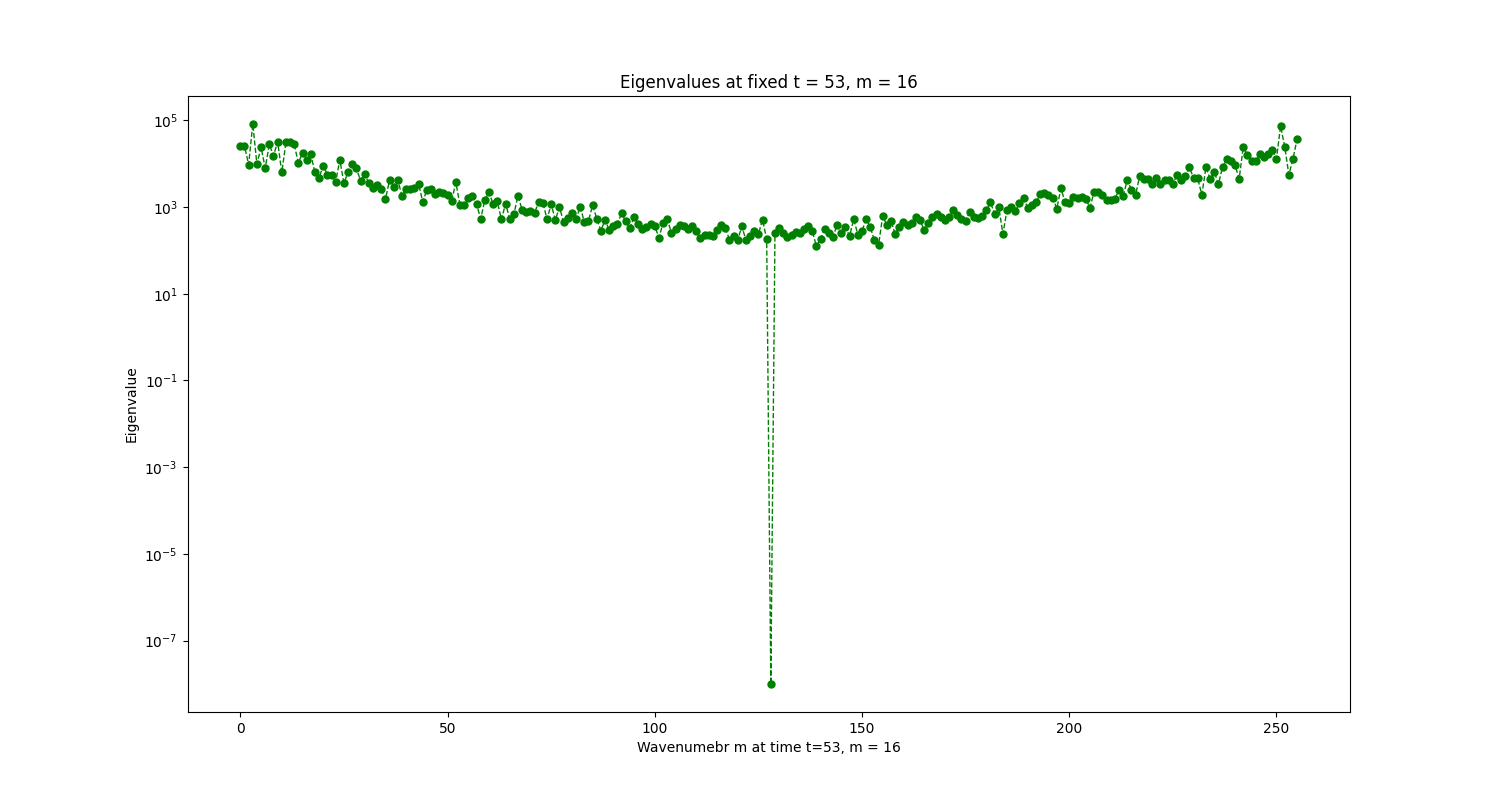 Eigenvalues at fixed t = 53, m = 16
10^5
10^3
10^1
10^-1
10^-3
10^-5
10^-7
Eigenvalue
0 50 100 150 200 250
Wavenumebr m at time t=53, m = 16